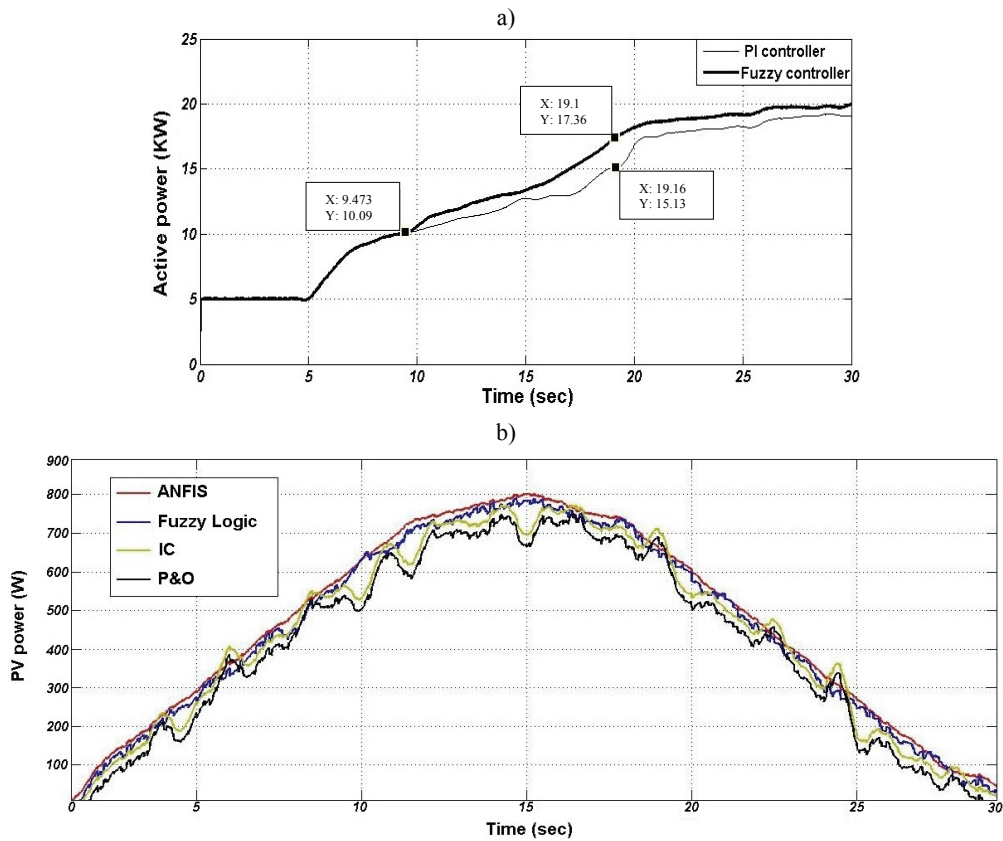 a)
25
20
15
10
5
0
Active power (KW)
PI controller
Fuzzy controller
X: 19.1
Y: 17.36
X: 9.473
Y: 10.09
X: 19.16
Y: 15.13
0 5 10 15 20 25 30
Time (sec)
b)
900
800
700
600
500
400
300
200
100
PV power (W)
ANFIS
Fuzzy Logic
IC
P&O
0 5 10 15 20 25 30
Time (sec)